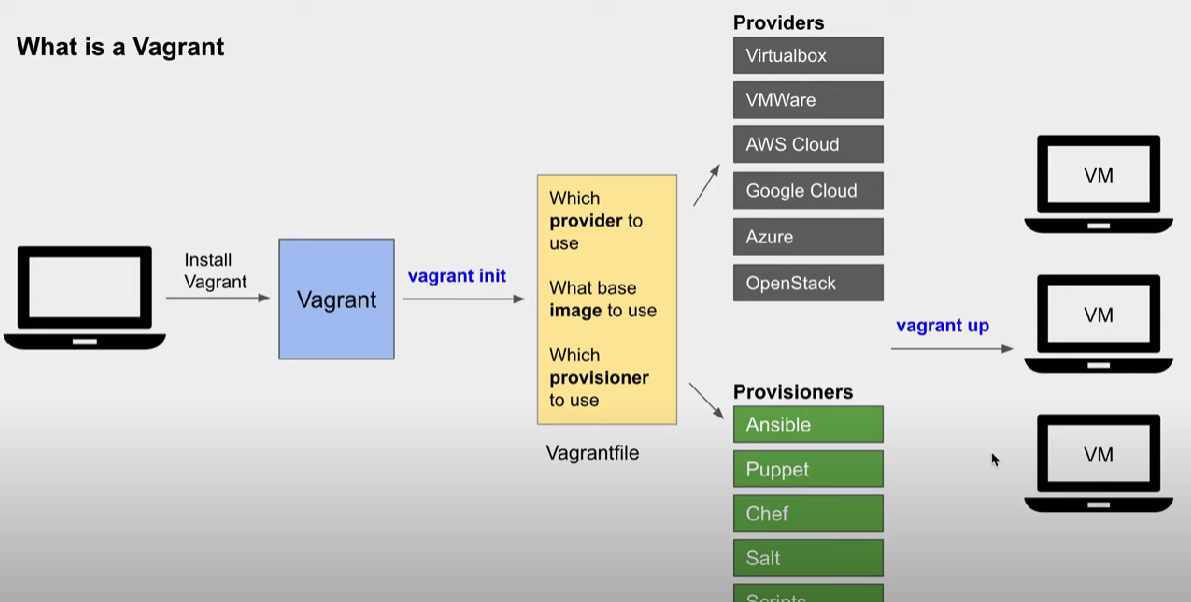 What is a Vagrant
Install
Vagrant
Vagrant
vagrant init
Which
provider to
use
What base
image to use
Which
provisioner
to use
Vagrantfile
Providers
Virtualbox
VMWare
AWS Cloud
Google Cloud
Azure
OpenStack
Provisioners
Ansible
Puppet
Chef
Salt
Scripts
vagrant up
VM
VM
VM